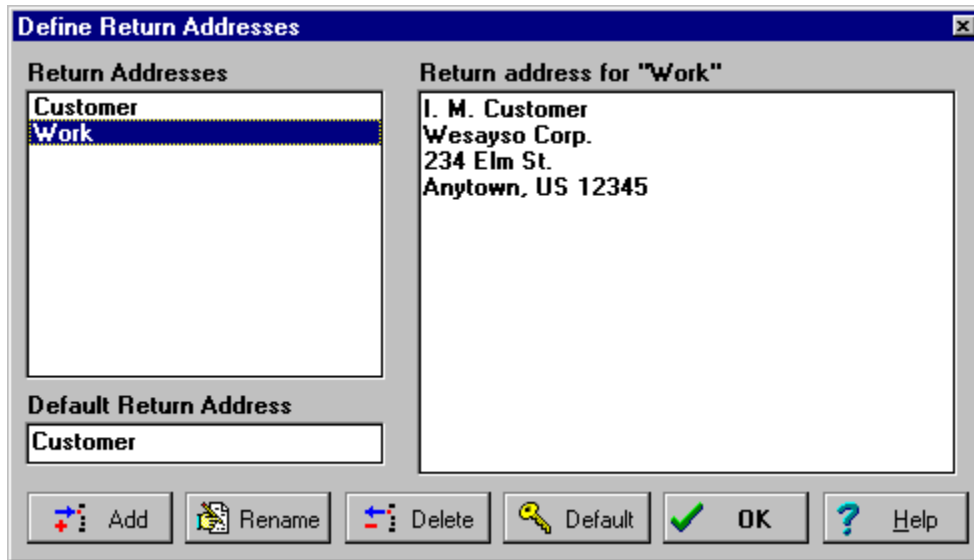 Define Return Addresses
Return Addresses
Customer
Work
Default Return Address
Customer
Return address for "Work"
I. M. Customer
Wesayso Corp.
234 Elm St.
Anytown, US 12345
Add
Rename
Delete
Default
OK
Help